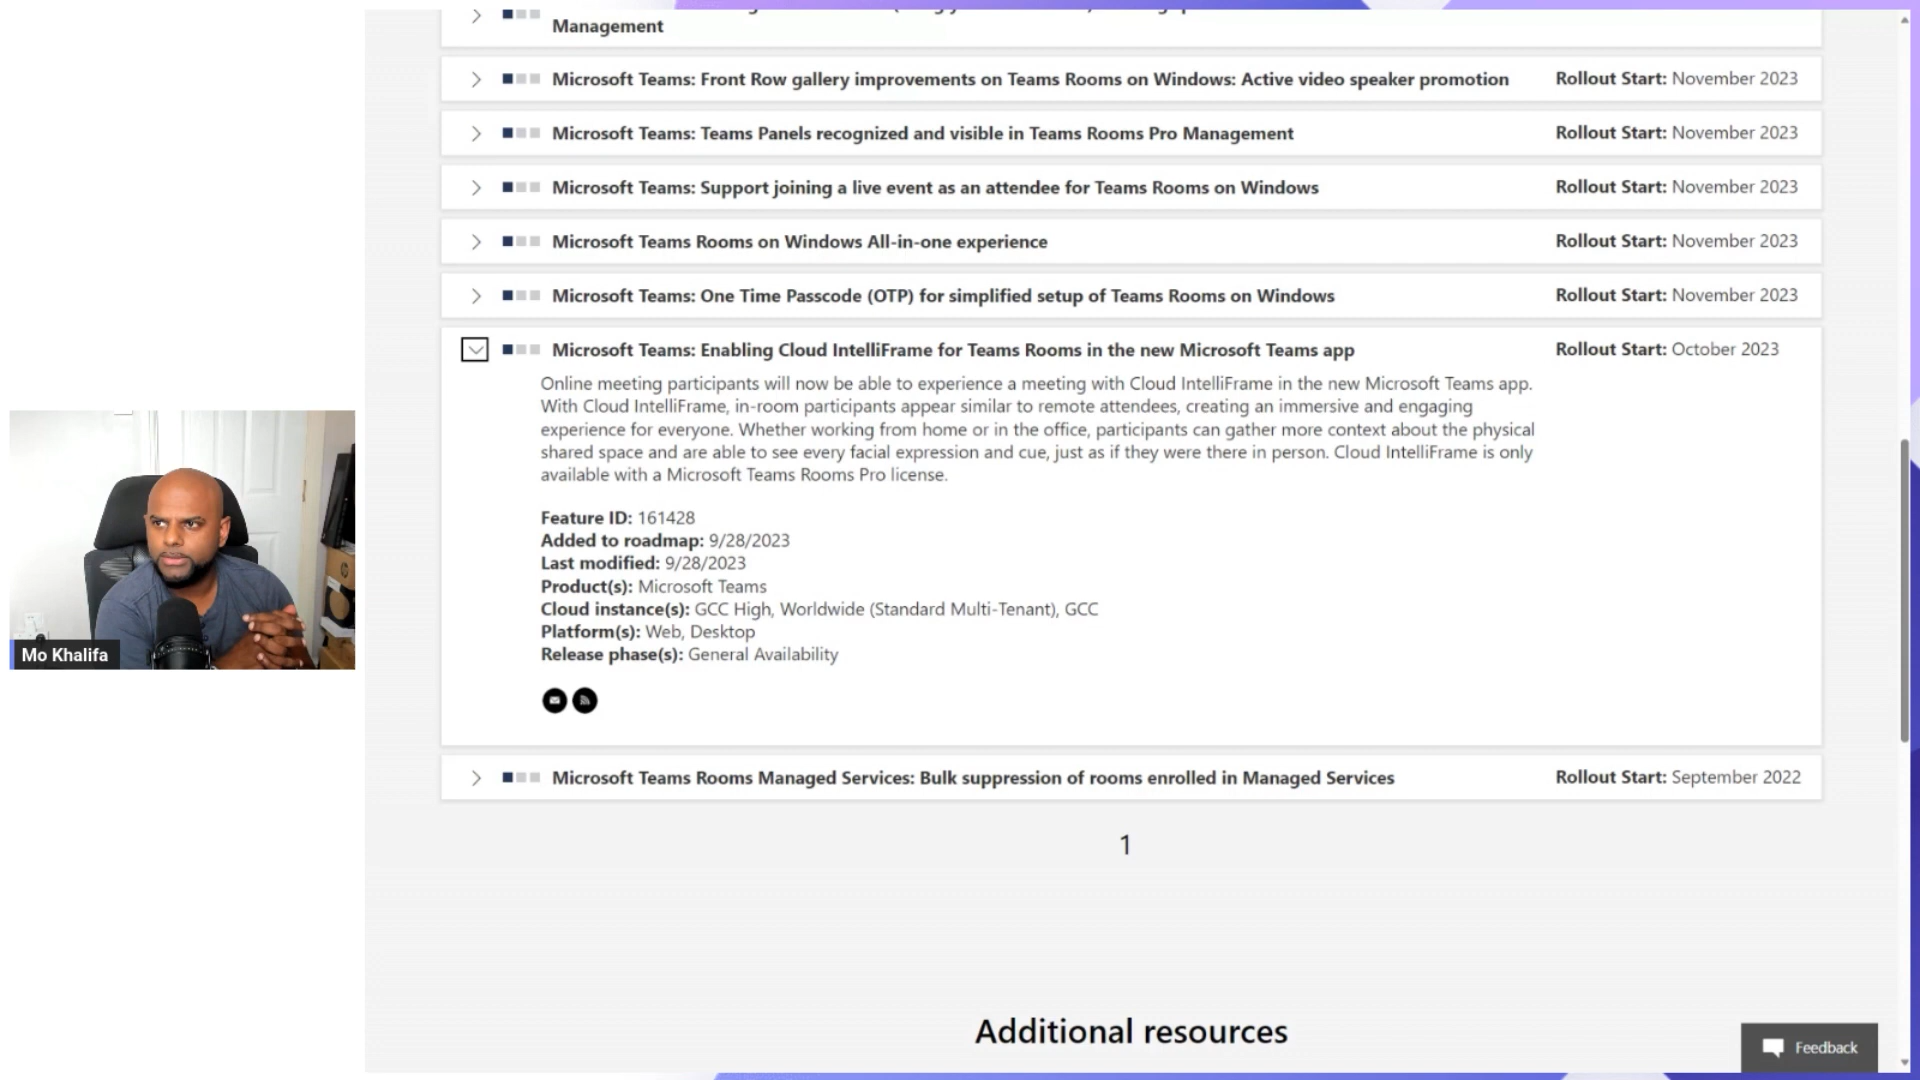 Management
Microsoft Teams: Front Row gallery improvements on Teams Rooms on Windows: Active video speaker promotion
Rollout Start: November 2023
Microsoft Teams: Teams Panels recognized and visible in Teams Rooms Pro Management
Rollout Start: November 2023
Microsoft Teams: Support joining a live event as an attendee for Teams Rooms on Windows
Rollout Start: November 2023
Microsoft Teams Rooms on Windows All-in-one experience
Rollout Start: November 2023
Microsoft Teams: One Time Passcode (OTP) for simplified setup of Teams Rooms on Windows
Rollout Start: November 2023
Microsoft Teams: Enabling Cloud IntelliFrame for Teams Rooms in the new Microsoft Teams app
Rollout Start: October 2023
Online meeting participants will now be able to experience a meeting with Cloud IntelliFrame in the new Microsoft Teams app.
With Cloud IntelliFrame, in-room participants appear similar to remote attendees, creating an immersive and engaging
experience for everyone. Whether working from home or in the office, participants can gather more context about the physical
shared space and are able to see every facial expression and cue, just as if they were there in person. Cloud IntelliFrame is only
available with a Microsoft Teams Rooms Pro license.
Feature ID: 161428
Added to roadmap: 9/28/2023
Last modified: 9/28/2023
Product(s): Microsoft Teams
Cloud instance(s): GCC High, Worldwide (Standard Multi-Tenant), GCC
Platform(s): Web, Desktop
Release phase(s): General Availability
Microsoft Teams Rooms Managed Services: Bulk suppression of rooms enrolled in Managed Services
Rollout Start: September 2022
1
Additional resources
Feedback
Mo Khalifa